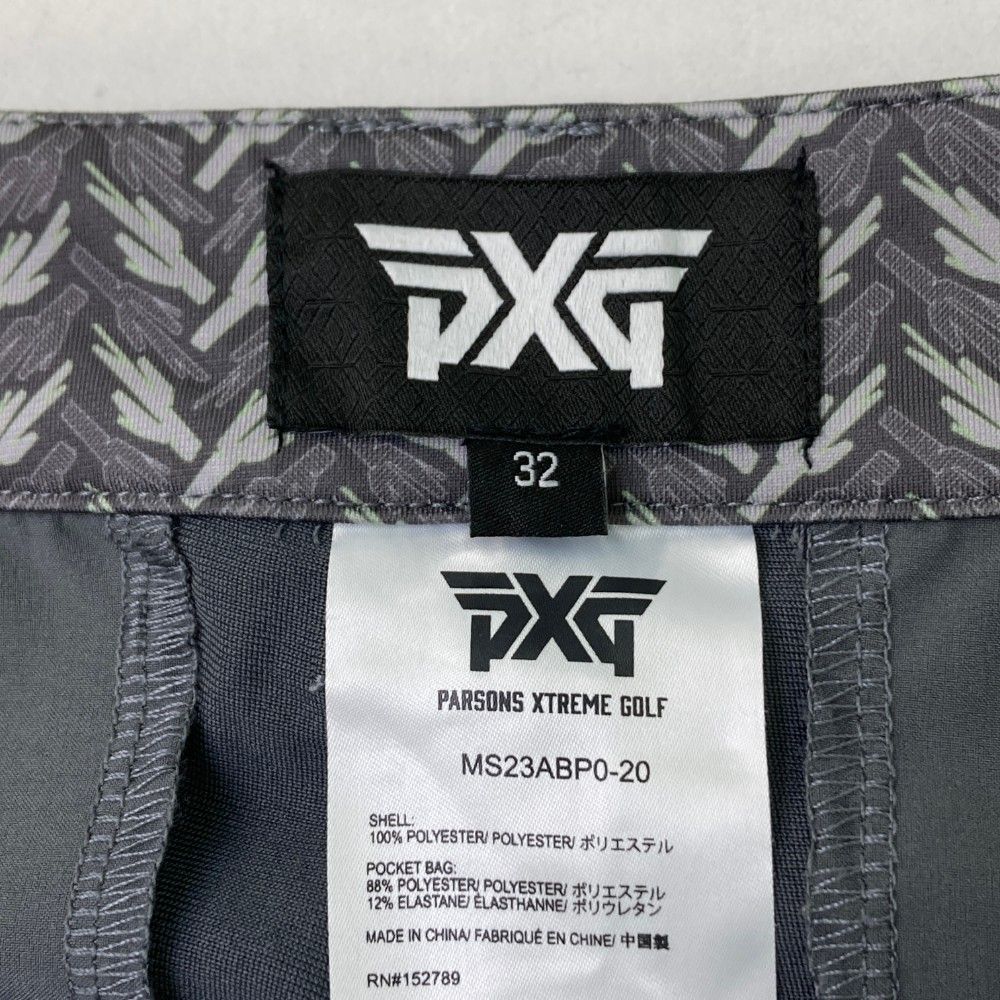 PXG
32
PXG
PARSONS XTREME GOLF
MS23ABP0-20
SHELL:
100% POLYESTER/ POLYESTER/ ポリエステル
POCKET BAG:
88% POLYESTER/ POLYESTER/ ポリエステル
12% ELASTANE/ ÉLASTHANNE/ ポリウレタン
MADE IN CHINA/ FABRIQUÉ EN CHINE/ 中国製
RN#152789